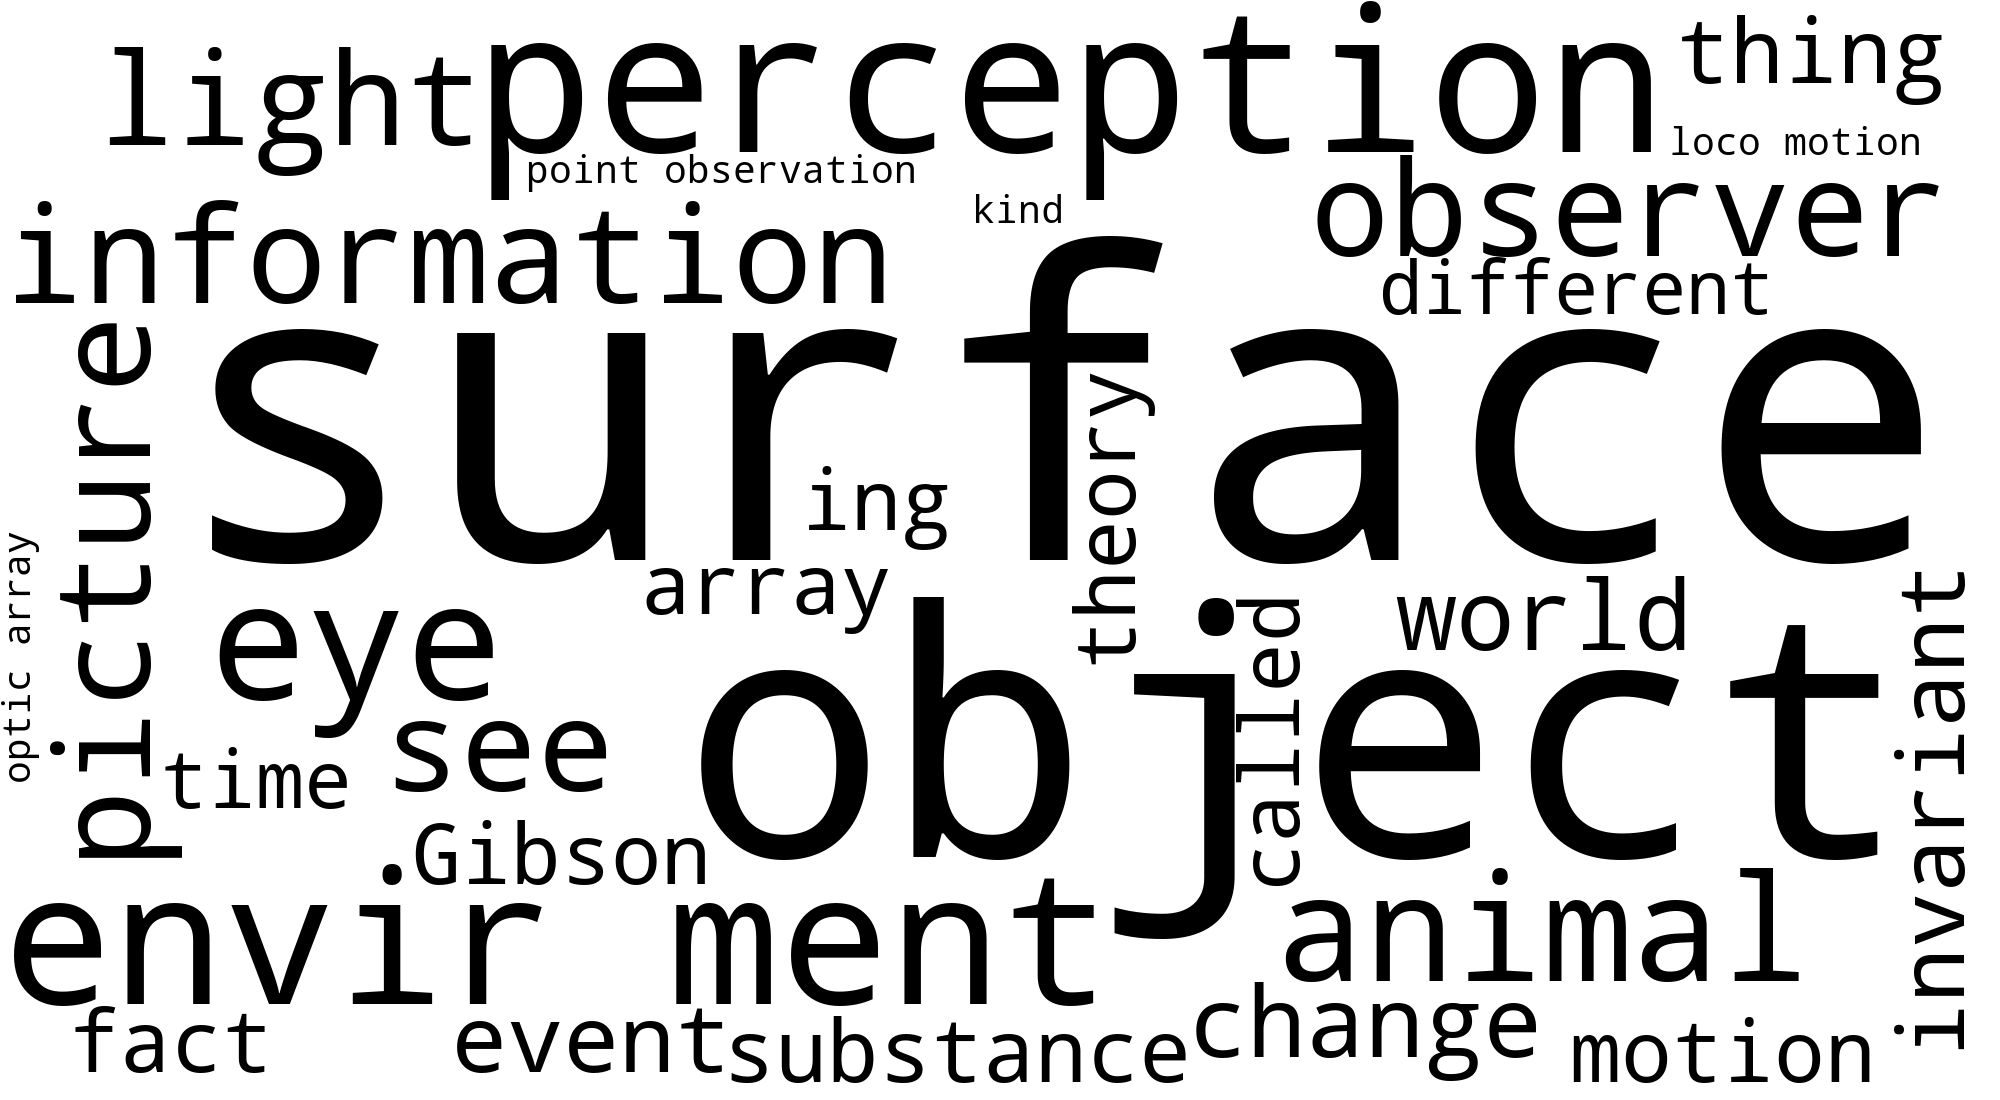 light
perception
thing
loco motion
point observation
observer
kind
information
different
surface
picture
theory
ing
optic array
array
eye
object
called
world
invariant
see
time
Gibson
envir ment
animal
fact
event
substance
change
motion